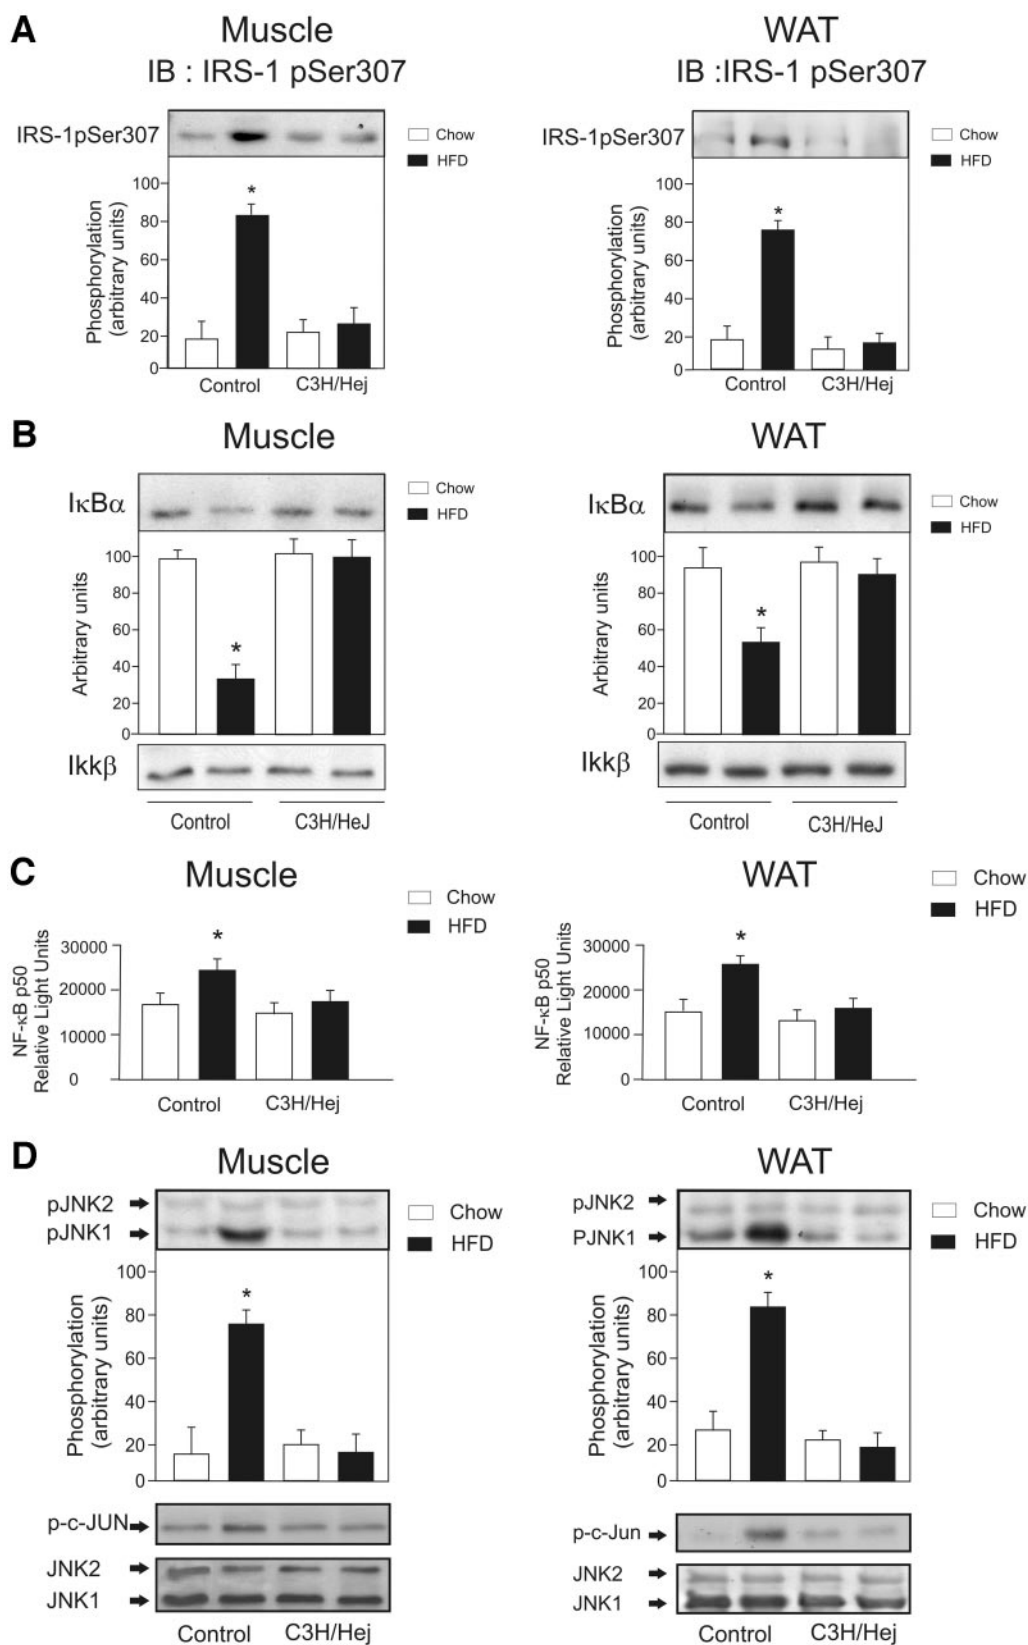 A
Muscle
IB : IRS-1 pSer307
IRS-1pSer307
Chow
HFD
Phosphorylation
(arbitrary units)
100
80
60
40
20
0
*
Control
C3H/Hej
WAT
IB :IRS-1 pSer307
IRS-1pSer307
Chow
HFD
Phosphorylation
(arbitrary units)
100
80
60
40
20
0
*
Control
C3H/Hej
B
Muscle
IκBα
Chow
HFD
Arbitrary units
100
80
60
40
20
0
*
Ikkβ
Control
C3H/HeJ
WAT
IκBα
Chow
HFD
Arbitrary units
100
80
60
40
20
0
*
Ikkβ
Control
C3H/HeJ
C
Muscle
Chow
HFD
NF-κB p50
Relative Light Units
30000
20000
10000
0
*
Control
C3H/Hej
WAT
Chow
HFD
NF-κB p50
Relative Light Units
30000
20000
10000
0
*
Control
C3H/Hej
D
Muscle
pJNK2
pJNK1
Chow
HFD
Phosphorylation
(arbitrary units)
100
80
60
40
20
0
*
p-c-JUN
JNK2
JNK1
Control
C3H/Hej
WAT
pJNK2
PJNK1
Chow
HFD
Phosphorylation
(arbitrary units)
100
80
60
40
20
0
*
p-c-Jun
JNK2
JNK1
Control
C3H/Hej